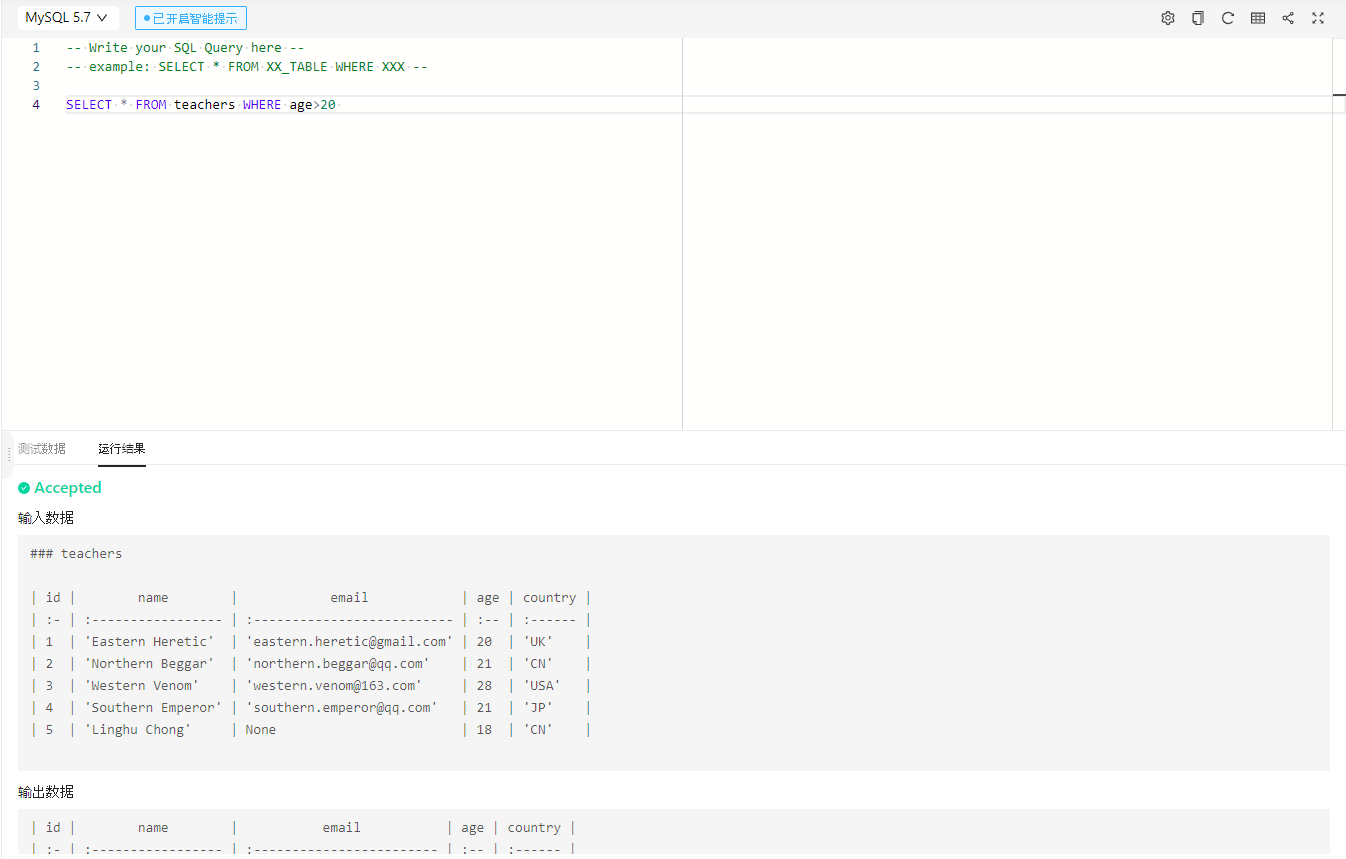 MySQL 5.7
已开启智能提示
1 -- Write your SQL Query here --
2 -- example: SELECT * FROM XX_TABLE WHERE XXX --
3
4 SELECT * FROM teachers WHERE age>20
测试数据 运行结果
Accepted
输入数据
### teachers
| id | name | email | age | country |
| :- | :----------------- | :-------------------------- | :-- | :------ |
| 1 | 'Eastern Heretic' | 'eastern.heretic@gmail.com' | 20 | 'UK' |
| 2 | 'Northern Beggar' | 'northern.beggar@qq.com' | 21 | 'CN' |
| 3 | 'Western Venom' | 'western.venom@163.com' | 28 | 'USA' |
| 4 | 'Southern Emperor' | 'southern.emperor@qq.com' | 21 | 'JP' |
| 5 | 'Linghu Chong' | None | 18 | 'CN' |
输出数据
| id | name | email | age | country |
| :- | :----------------- | :------------------------ | :-- | :------ |